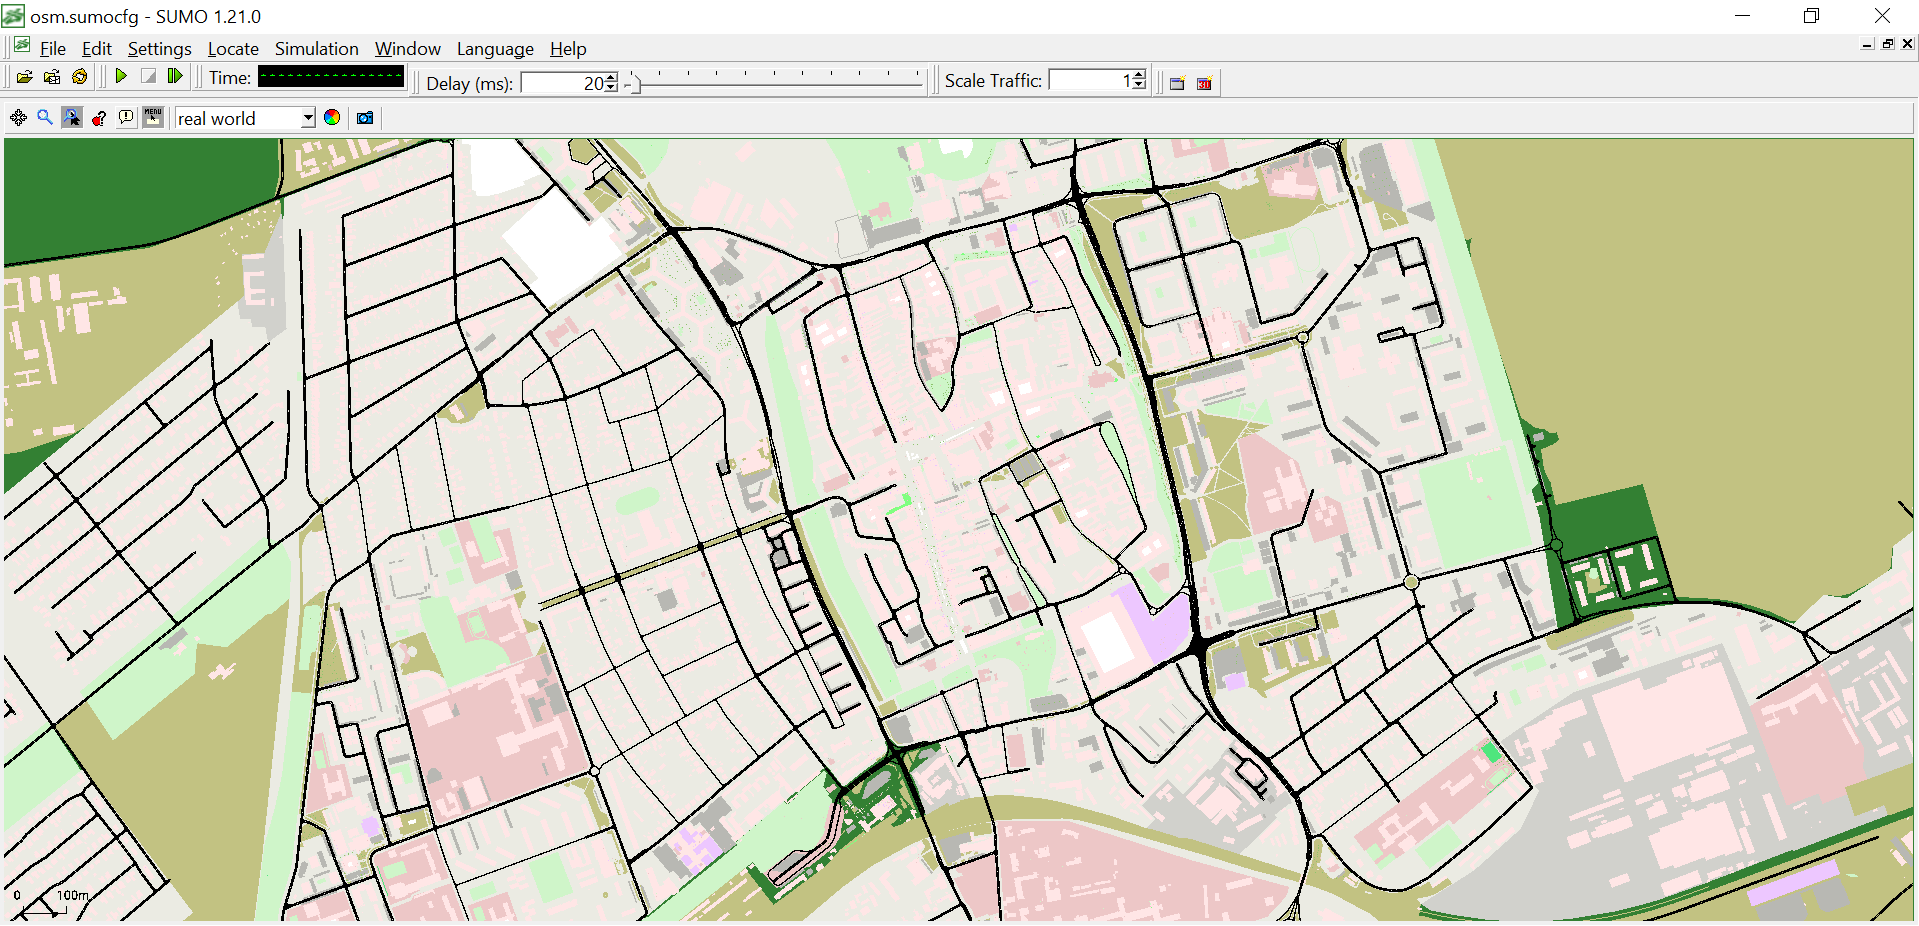 osm.sumocfg - SUMO 1.21.0
File Edit Settings Locate Simulation Window Language Help
Time: Delay (ms): 20 Scale Traffic: 1
MENU real world
0 100m